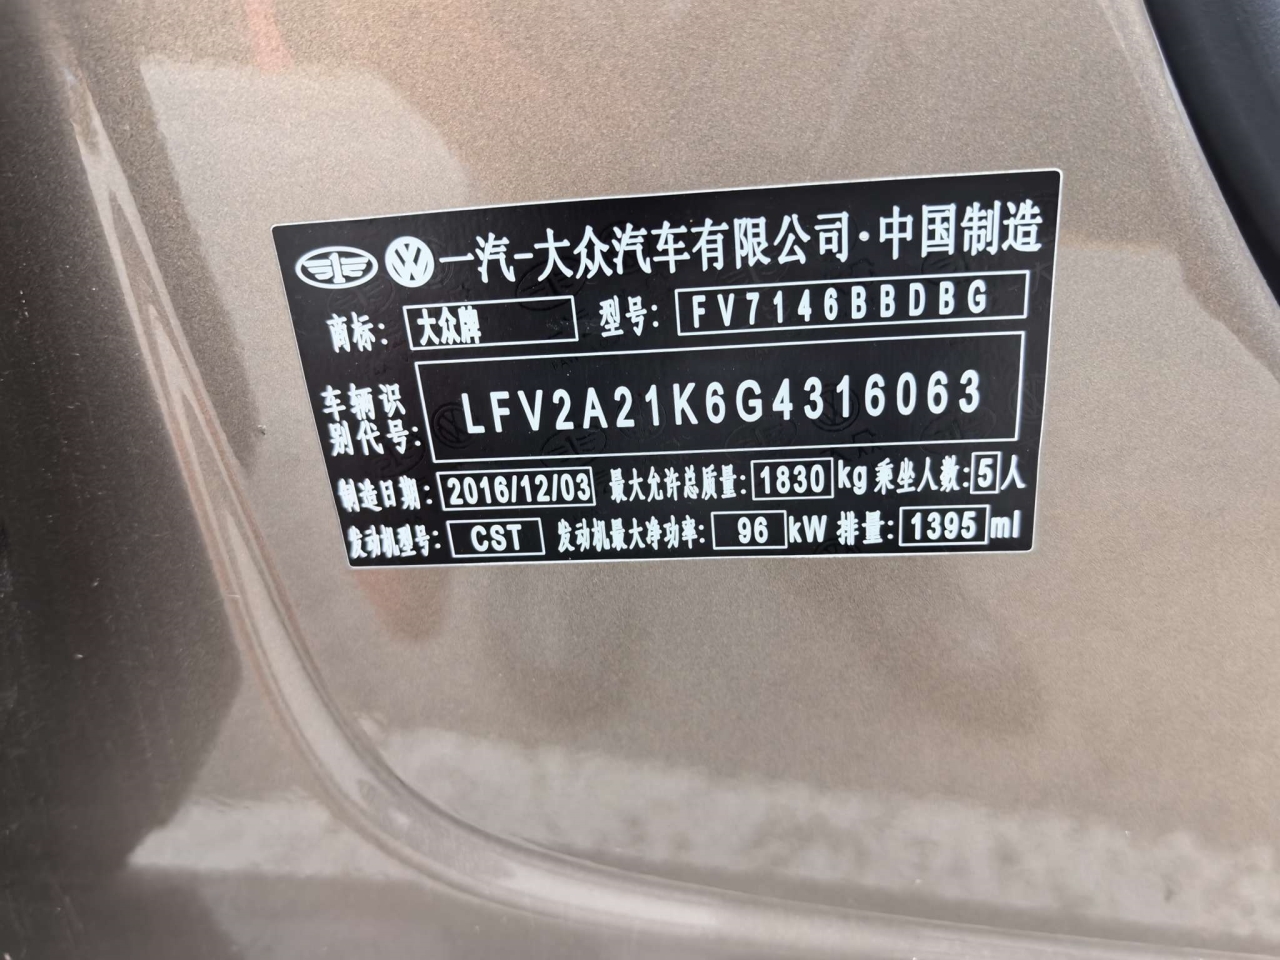 一汽-大众汽车有限公司·中国制造
商标: 大众牌 型号: FV7146BBDBG
车辆识别代号: LFV2A21K6G4316063
制造日期: 2016/12/03 最大允许总质量: 1830 kg 乘坐人数: 5 人
发动机型号: CST 发动机最大净功率: 96 kW 排量: 1395 ml